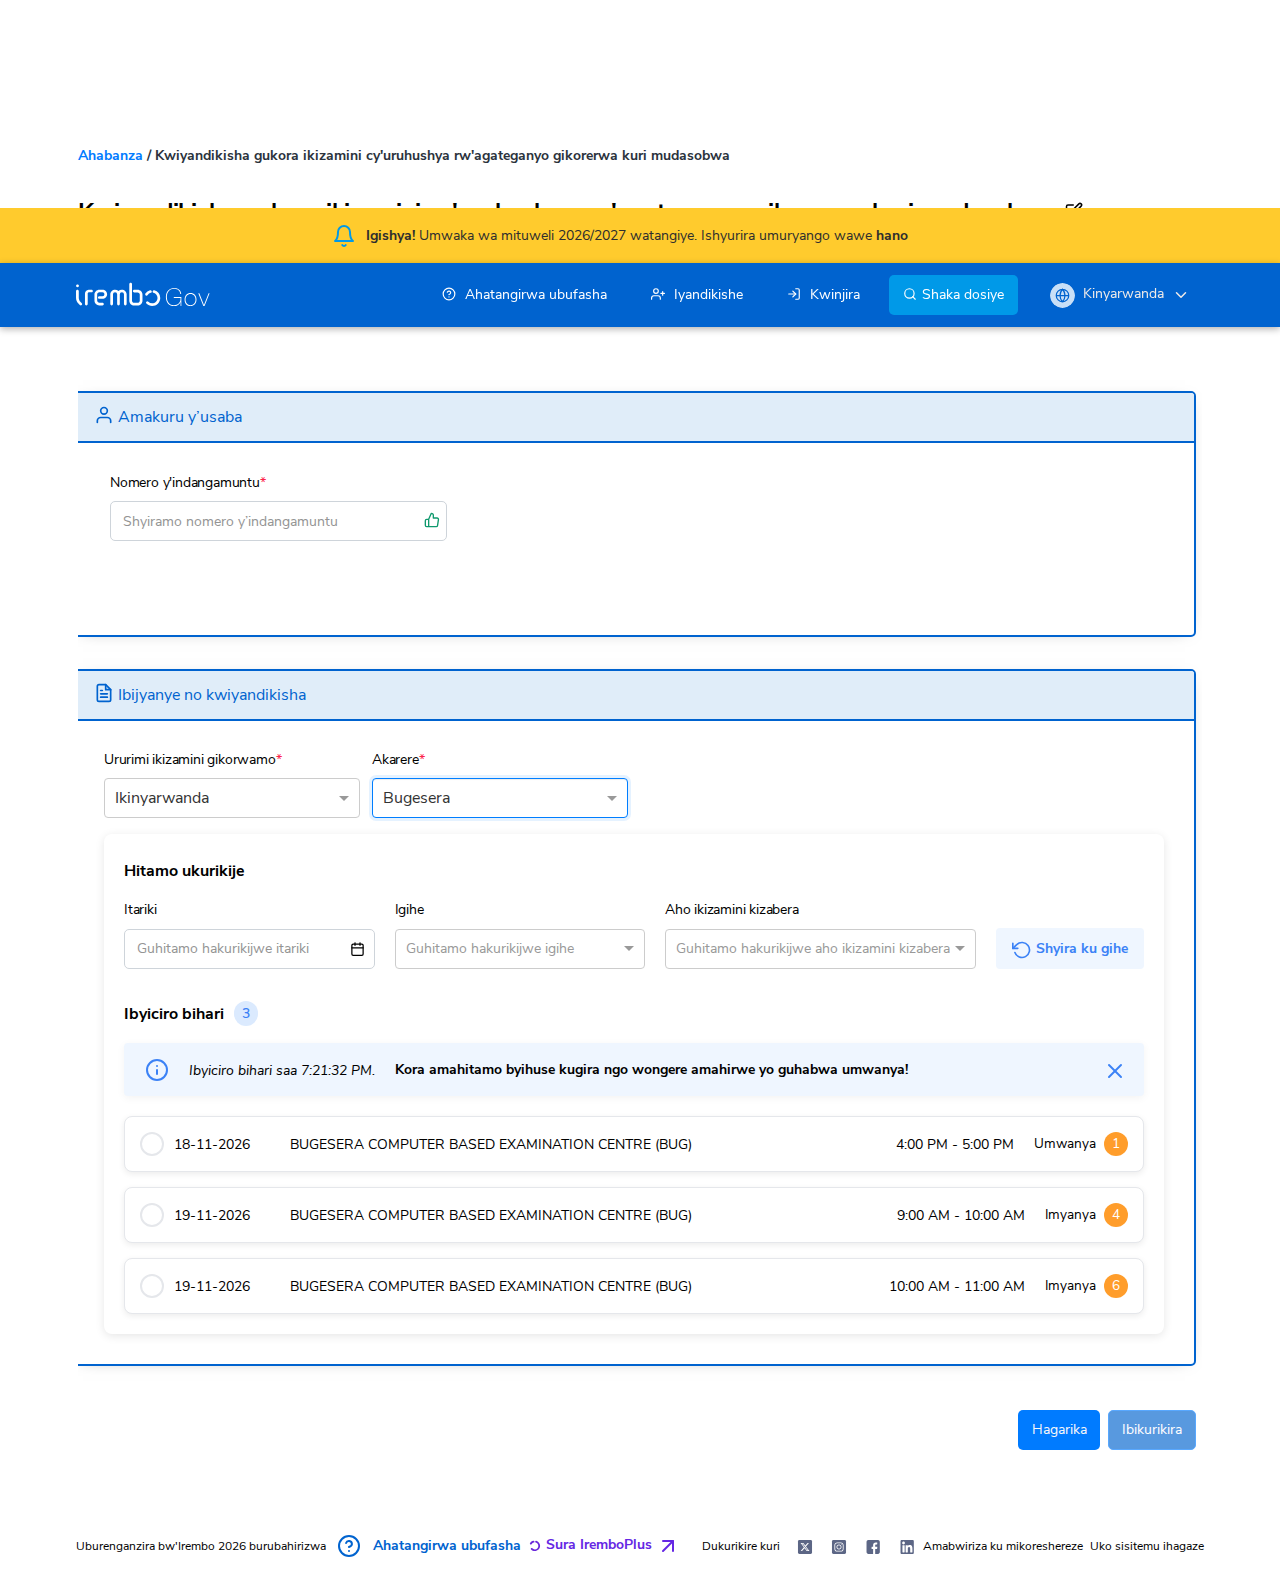 Ahabanza / Kwiyandikisha gukora ikizamini cy'uruhushya rw'agateganyo gikorerwa kuri mudasobwa
Igishya! Umwaka wa mituweli 2026/2027 watangiye. Ishyurira umuryango wawe hano
irembo Gov
Ahatangirwa ubufasha
Iyandikishe
Kwinjira
Shaka dosiye
Kinyarwanda
Amakuru y’usaba
Nomero y'indangamuntu*
Shyiramo nomero y’indangamuntu
Ibijyanye no kwiyandikisha
Ururimi ikizamini gikorwamo* Akarere*
Ikinyarwanda Bugesera
Hitamo ukurikije
Itariki Igihe Aho ikizamini kizabera
Guhitamo hakurikijwe itariki Guhitamo hakurikijwe igihe Guhitamo hakurikijwe aho ikizamini kizabera Shyira ku gihe
Ibyiciro bihari 3
Ibyiciro bihari saa 7:21:32 PM. Kora amahitamo byihuse kugira ngo wongere amahirwe yo guhabwa umwanya!
18-11-2026 BUGESERA COMPUTER BASED EXAMINATION CENTRE (BUG) 4:00 PM - 5:00 PM Umwanya 1
19-11-2026 BUGESERA COMPUTER BASED EXAMINATION CENTRE (BUG) 9:00 AM - 10:00 AM Imyanya 4
19-11-2026 BUGESERA COMPUTER BASED EXAMINATION CENTRE (BUG) 10:00 AM - 11:00 AM Imyanya 6
Hagarika Ibikurikira
Uburenganzira bw'Irembo 2026 burubahirizwa Ahatangirwa ubufasha Sura IremboPlus Dukurikire kuri Amabwiriza ku mikoreshereze Uko sisitemu ihagaze